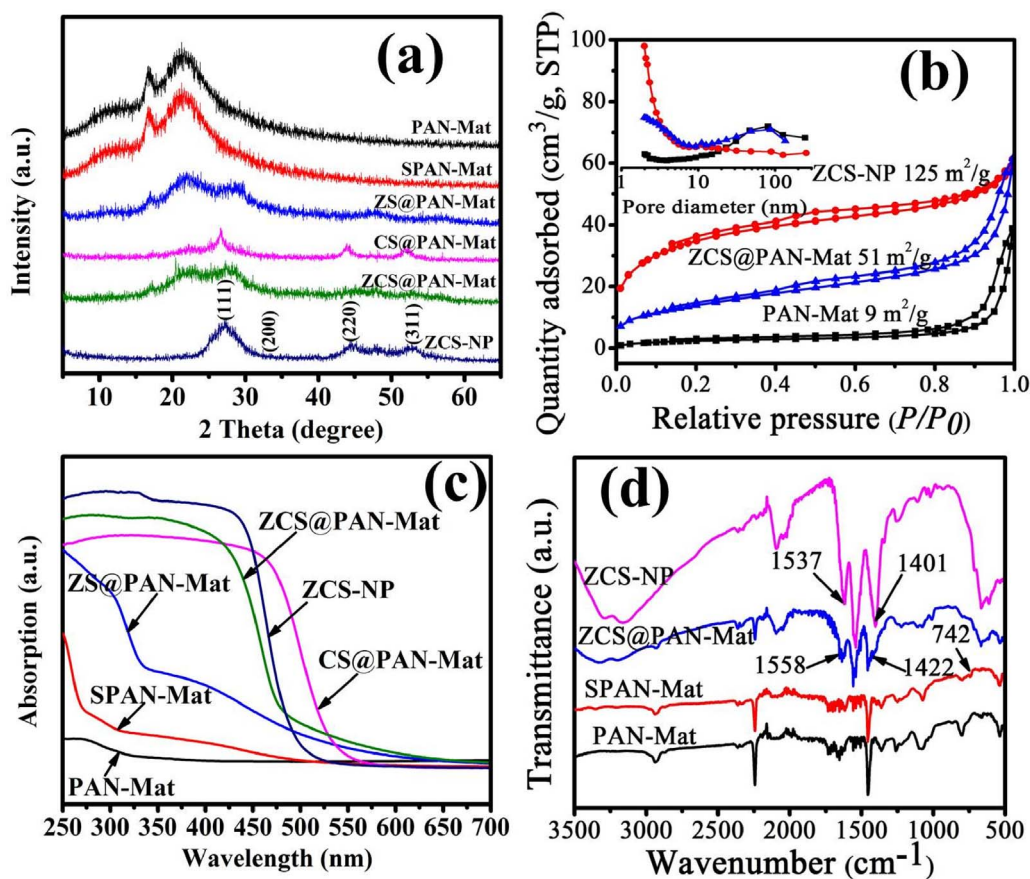 (a)
PAN-Mat
SPAN-Mat
ZS@PAN-Mat
CS@PAN-Mat
ZCS@PAN-Mat
(111)
(200)
(220)
(311)
ZCS-NP
Intensity (a.u.)
10 20 30 40 50 60
2 Theta (degree)
(b)
100
80
60
40
20
0
Quantity adsorbed (cm³/g, STP)
1 10 100
Pore diameter (nm)
ZCS-NP 125 m²/g
ZCS@PAN-Mat 51 m²/g
PAN-Mat 9 m²/g
0.0 0.2 0.4 0.6 0.8 1.0
Relative pressure (P/P0)
(c)
ZCS@PAN-Mat
ZS@PAN-Mat
ZCS-NP
CS@PAN-Mat
SPAN-Mat
PAN-Mat
Absorption (a.u.)
250 300 350 400 450 500 550 600 650 700
Wavelength (nm)
(d)
1537
1401
ZCS-NP
ZCS@PAN-Mat
742
1558
1422
SPAN-Mat
PAN-Mat
Transmittance (a.u.)
3500 3000 2500 2000 1500 1000 500
Wavenumber (cm-1)